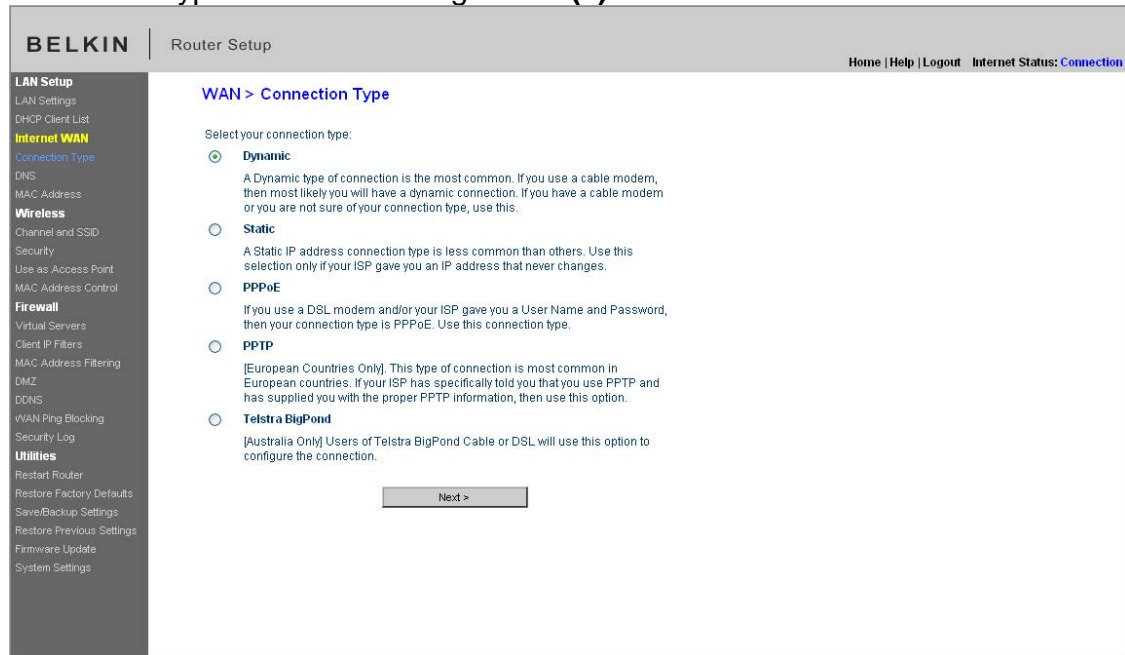 BELKIN
Router Setup
Home | Help | Logout Internet Status: Connection
LAN Setup
LAN Settings
DHCP Client List
Internet WAN
Connection Type
DNS
MAC Address
Wireless
Channel and SSID
Security
Use as Access Point
MAC Address Control
Firewall
Virtual Servers
Client IP Filters
MAC Address Filtering
DMZ
DDNS
WAN Ping Blocking
Security Log
Utilities
Restart Router
Restore Factory Defaults
Save/Backup Settings
Restore Previous Settings
Firmware Update
System Settings
WAN > Connection Type
Select your connection type:
Dynamic
A Dynamic type of connection is the most common. If you use a cable modem,
then most likely you will have a dynamic connection. If you have a cable modem
or you are not sure of your connection type, use this.
Static
A Static IP address connection type is less common than others. Use this
selection only if your ISP gave you an IP address that never changes.
PPPoE
If you use a DSL modem and/or your ISP gave you a User Name and Password,
then your connection type is PPPoE. Use this connection type.
PPTP
[European Countries Only]. This type of connection is most common in
European countries. If your ISP has specifically told you that you use PPTP and
has supplied you with the proper PPTP information, then use this option.
Telstra BigPond
[Australia Only] Users of Telstra BigPond Cable or DSL will use this option to
configure the connection.
Next >